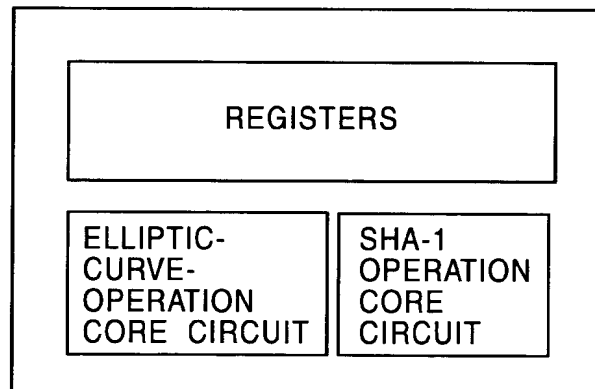 REGISTERS
ELLIPTIC-
CURVE-
OPERATION
CORE CIRCUIT
SHA-1
OPERATION
CORE
CIRCUIT